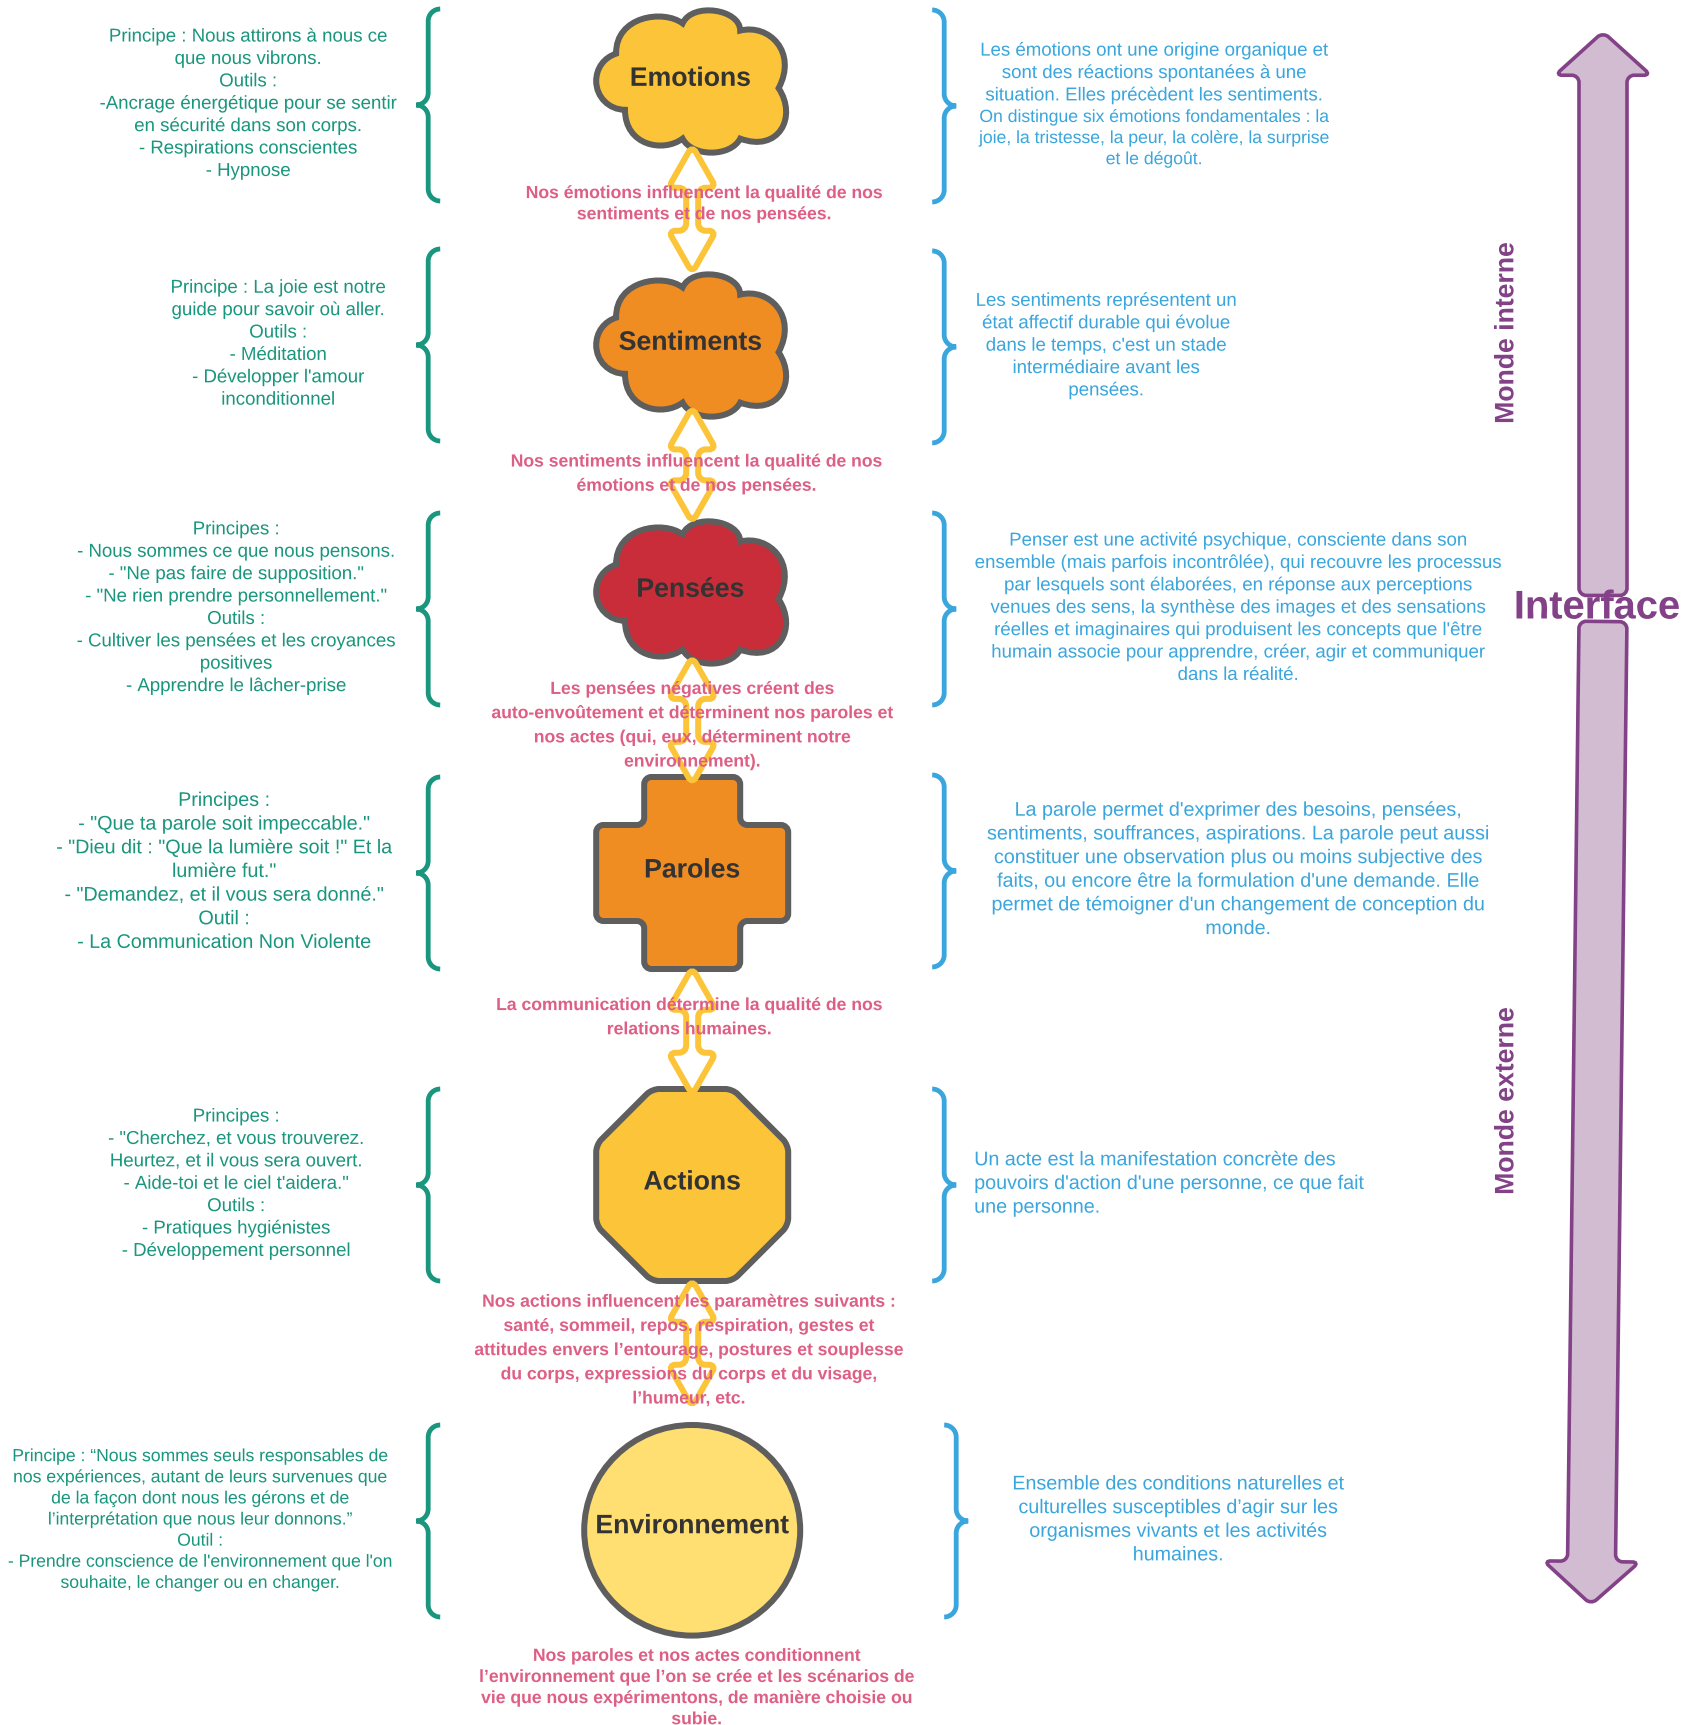 Principe : Nous attirons à nous ce
que nous vibrons.
Outils :
-Ancrage énergétique pour se sentir
en sécurité dans son corps.
- Respirations conscientes
- Hypnose
Emotions
Les émotions ont une origine organique et
sont des réactions spontanées à une
situation. Elles précèdent les sentiments.
On distingue six émotions fondamentales : la
joie, la tristesse, la peur, la colère, la surprise
et le dégoût.
Nos émotions influencent la qualité de nos
sentiments et de nos pensées.
Monde interne
Principe : La joie est notre
guide pour savoir où aller.
Outils :
- Méditation
- Développer l'amour
inconditionnel
Sentiments
Les sentiments représentent un
état affectif durable qui évolue
dans le temps, c'est un stade
intermédiaire avant les
pensées.
Nos sentiments influencent la qualité de nos
émotions et de nos pensées.
Principes :
- Nous sommes ce que nous pensons.
- "Ne pas faire de supposition."
- "Ne rien prendre personnellement."
Outils :
- Cultiver les pensées et les croyances
positives
- Apprendre le lâcher-prise
Pensées
Penser est une activité psychique, consciente dans son
ensemble (mais parfois incontrôlée), qui recouvre les processus
par lesquels sont élaborées, en réponse aux perceptions
venues des sens, la synthèse des images et des sensations
réelles et imaginaires qui produisent les concepts que l'être
humain associe pour apprendre, créer, agir et communiquer
dans la réalité.
Interface
Les pensées négatives créent des
auto-envoûtement et déterminent nos paroles et
nos actes (qui, eux, déterminent notre
environnement).
Principes :
- "Que ta parole soit impeccable."
- "Dieu dit : "Que la lumière soit !" Et la
lumière fut."
- "Demandez, et il vous sera donné."
Outil :
- La Communication Non Violente
Paroles
La parole permet d'exprimer des besoins, pensées,
sentiments, souffrances, aspirations. La parole peut aussi
constituer une observation plus ou moins subjective des
faits, ou encore être la formulation d'une demande. Elle
permet de témoigner d'un changement de conception du
monde.
La communication détermine la qualité de nos
relations humaines.
Monde externe
Principes :
- "Cherchez, et vous trouverez.
Heurtez, et il vous sera ouvert.
- Aide-toi et le ciel t'aidera."
Outils :
- Pratiques hygiénistes
- Développement personnel
Actions
Un acte est la manifestation concrète des
pouvoirs d'action d'une personne, ce que fait
une personne.
Nos actions influencent les paramètres suivants :
santé, sommeil, repos, respiration, gestes et
attitudes envers l’entourage, postures et souplesse
du corps, expressions du corps et du visage,
l’humeur, etc.
Principe : “Nous sommes seuls responsables de
nos expériences, autant de leurs survenues que
de la façon dont nous les gérons et de
l’interprétation que nous leur donnons.”
Outil :
- Prendre conscience de l'environnement que l'on
souhaite, le changer ou en changer.
Environnement
Ensemble des conditions naturelles et
culturelles susceptibles d’agir sur les
organismes vivants et les activités
humaines.
Nos paroles et nos actes conditionnent
l’environnement que l’on se crée et les scénarios de
vie que nous expérimentons, de manière choisie ou
subie.